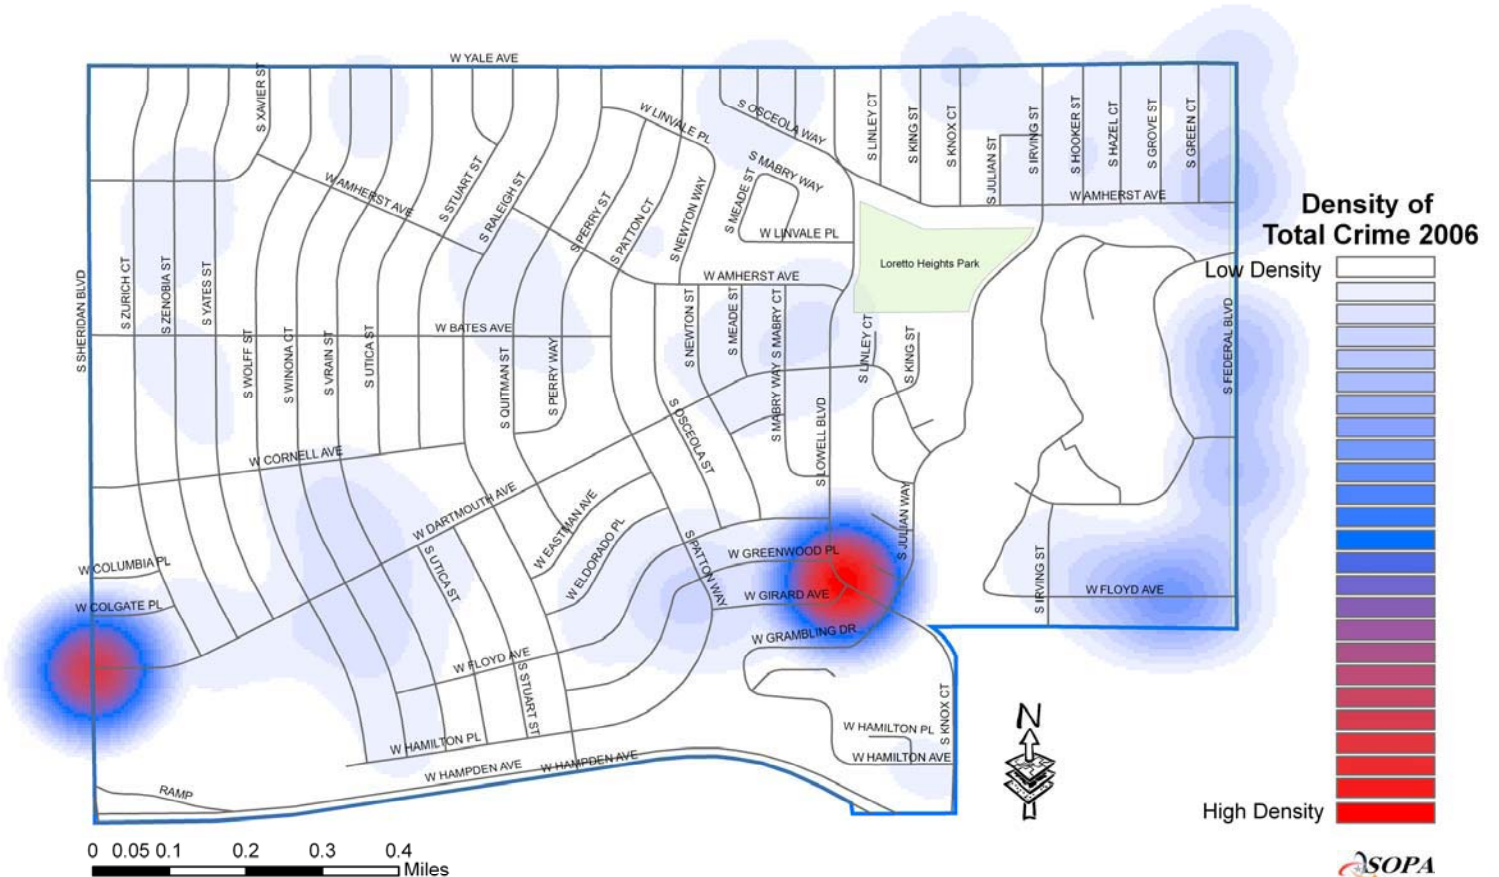 W YALE AVE
S XAVIER ST
W LINVALE PL
S OSCEOLA WAY
S LINLEY CT
S KING ST
S KNOX CT
S JULIAN ST
S IRVING ST
S HOOKER ST
S HAZEL CT
S GROVE ST
S GREEN CT
W AMHERST AVE
S STUART ST
S RALEIGH ST
S PERRY ST
S PATTON CT
S NEWTON WAY
S MEADE ST
S MABRY WAY
W LINVALE PL
W AMHERST AVE
Density of
Total Crime 2006
Low Density
High Density
Loretto Heights Park
S SHERIDAN BLVD
S ZURICH CT
S ZENOBIA ST
S YATES ST
W AMHERST AVE
W BATES AVE
S WOLFF ST
S WINONA CT
S VRAIN ST
S UTICA ST
S QUITMAN ST
S PERRY WAY
S NEWTON ST
S MEADE ST
S MABRY CT
S MABRY WAY
S LINLEY CT
S KING ST
S FEDERAL BLVD
S OSCEOLA ST
S LOWELL BLVD
W CORNELL AVE
W DARTMOUTH AVE
W EASTMAN AVE
W ELDORADO PL
S PATTON WAY
S JULIAN WAY
W GREENWOOD PL
W GIRARD AVE
W GRAMBLING DR
S IRVING ST
W FLOYD AVE
W COLUMBIA PL
W COLGATE PL
S UTICA ST
W FLOYD AVE
S STUART ST
S KNOX CT
W HAMILTON PL
W HAMILTON AVE
W HAMILTON PL
W HAMPDEN AVE
W HAMPDEN AVE
RAMP
N
0 0.05 0.1 0.2 0.3 0.4
Miles
SOPA